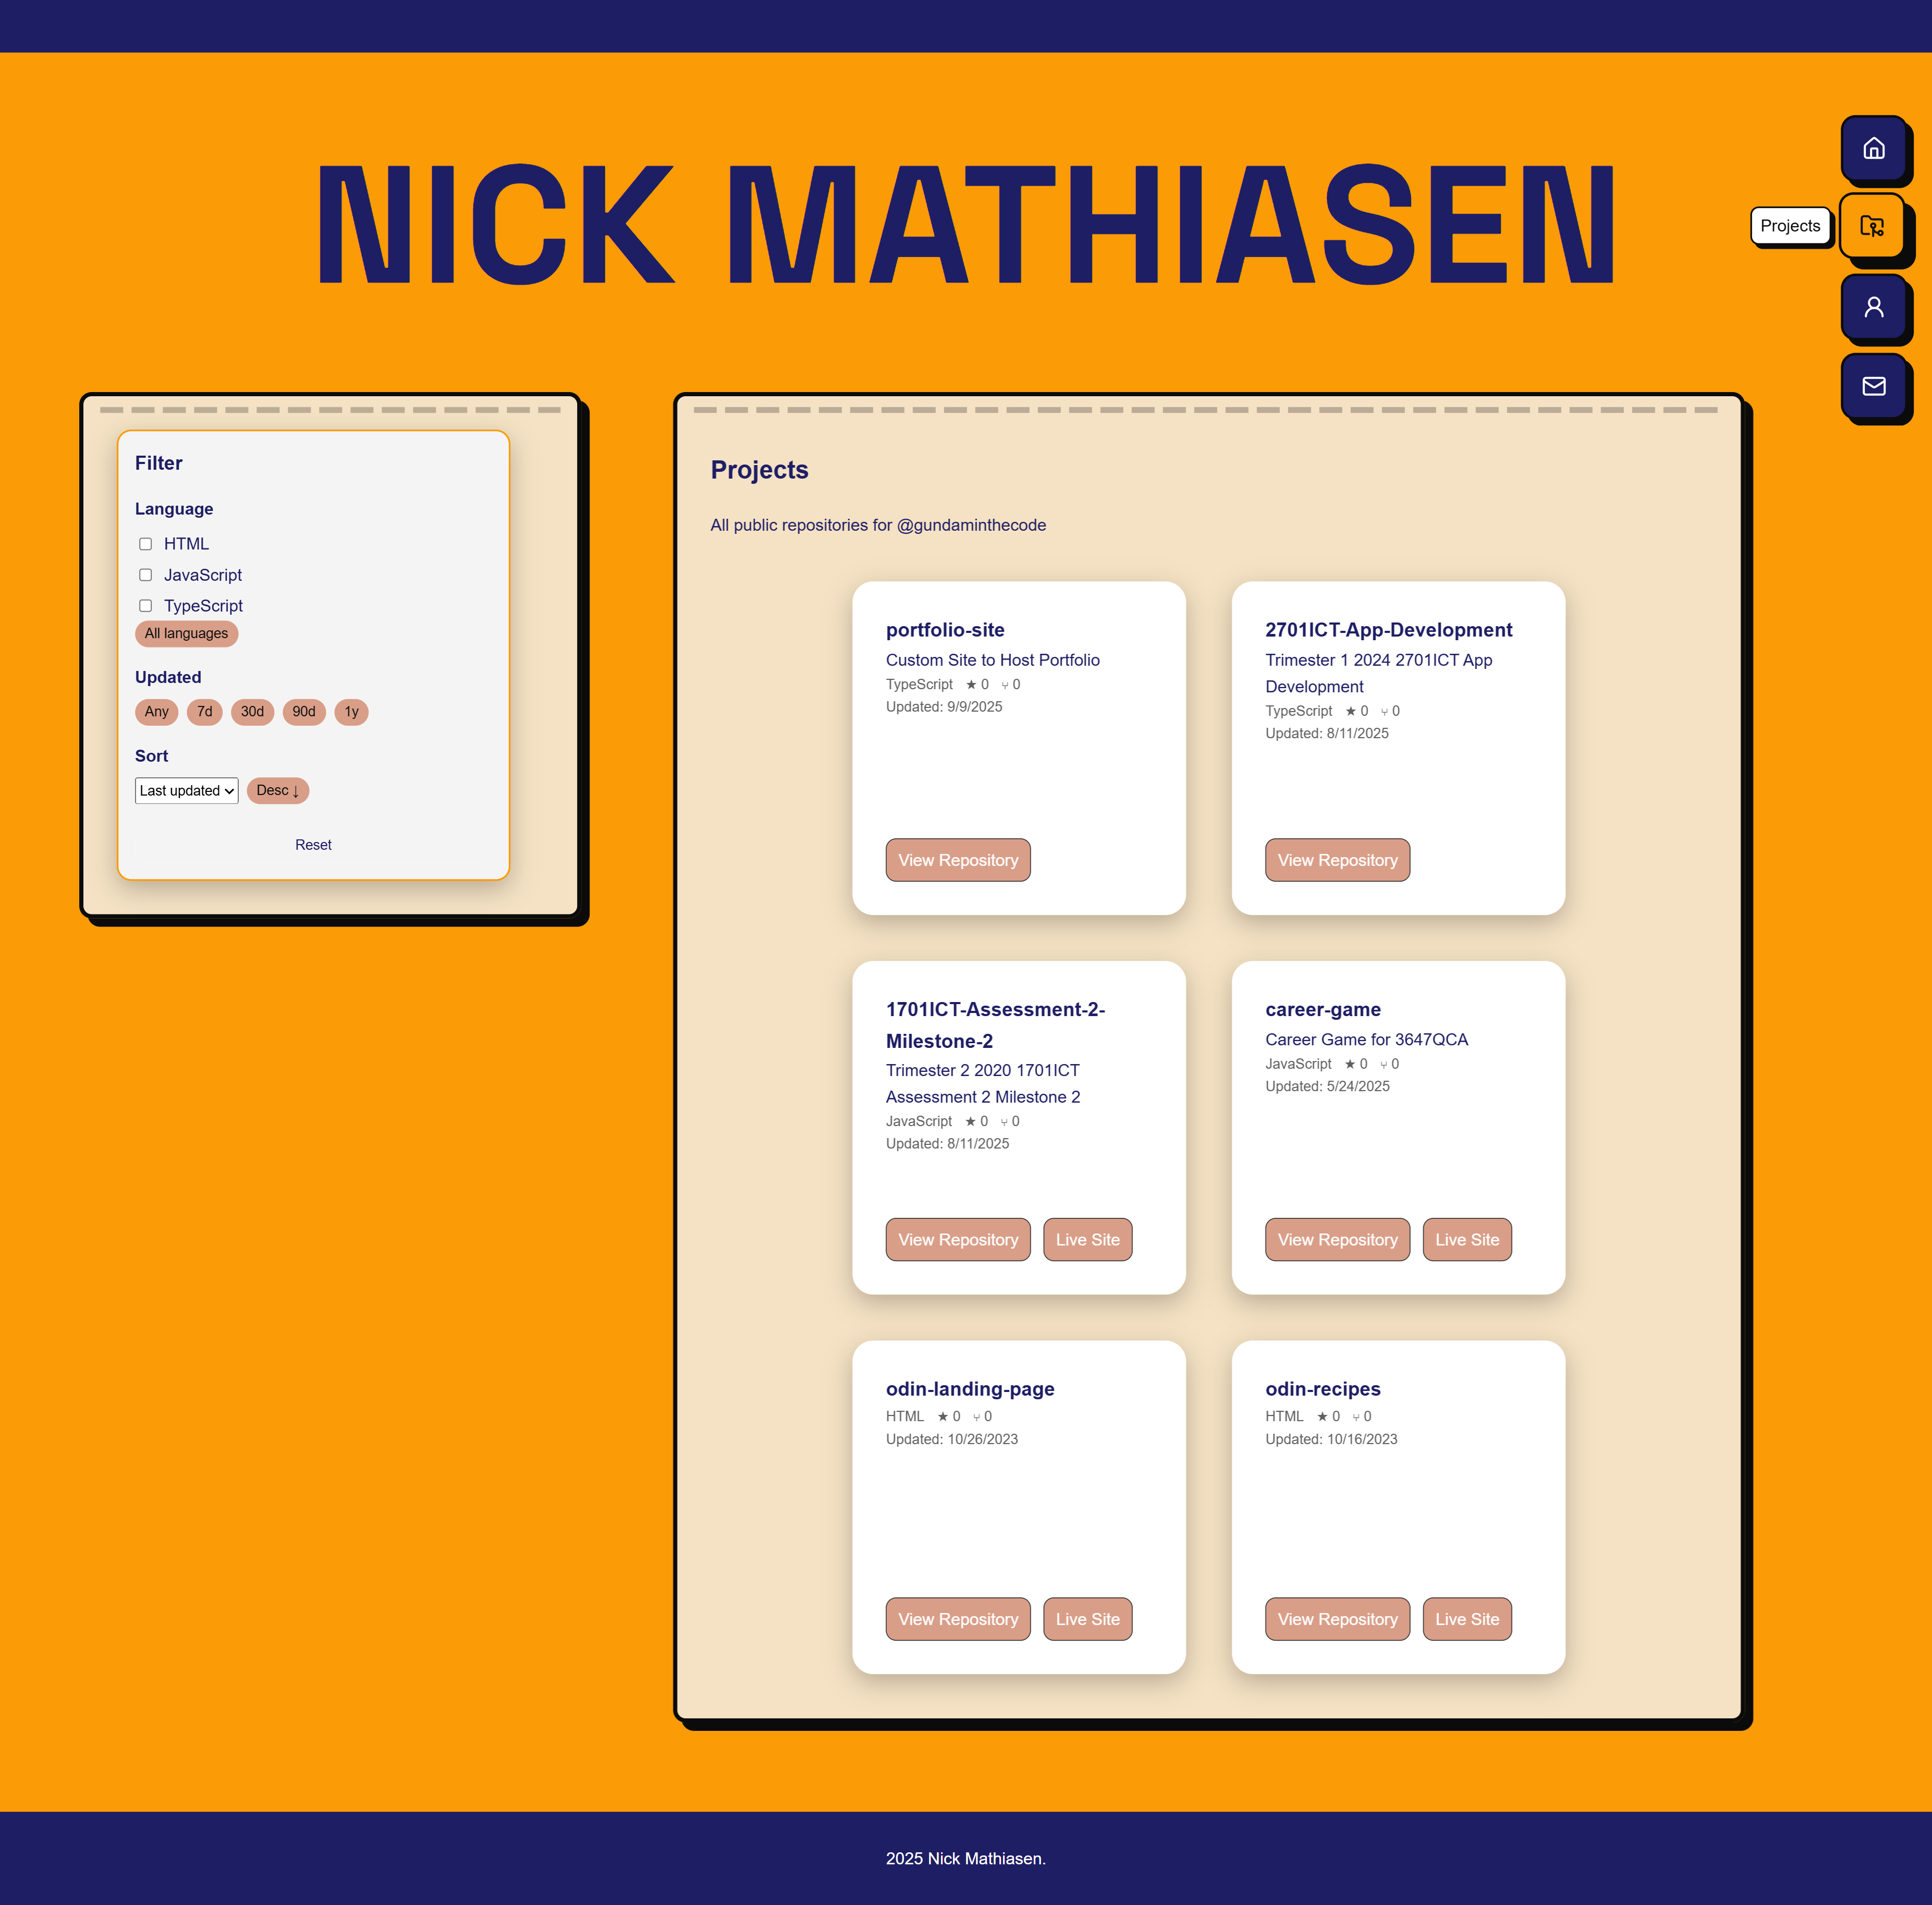 NICK MATHIASEN
Projects
Filter
Language
HTML
JavaScript
TypeScript
All languages
Updated
Any 7d 30d 90d 1y
Sort
Last updated Desc ↓
Reset
Projects
All public repositories for @gundaminthecode
portfolio-site
Custom Site to Host Portfolio
TypeScript ★ 0 ⑂ 0
Updated: 9/9/2025
View Repository
2701ICT-App-Development
Trimester 1 2024 2701ICT App
Development
TypeScript ★ 0 ⑂ 0
Updated: 8/11/2025
View Repository
1701ICT-Assessment-2-
Milestone-2
Trimester 2 2020 1701ICT
Assessment 2 Milestone 2
JavaScript ★ 0 ⑂ 0
Updated: 8/11/2025
View Repository Live Site
career-game
Career Game for 3647QCA
JavaScript ★ 0 ⑂ 0
Updated: 5/24/2025
View Repository Live Site
odin-landing-page
HTML ★ 0 ⑂ 0
Updated: 10/26/2023
View Repository Live Site
odin-recipes
HTML ★ 0 ⑂ 0
Updated: 10/16/2023
View Repository Live Site
2025 Nick Mathiasen.